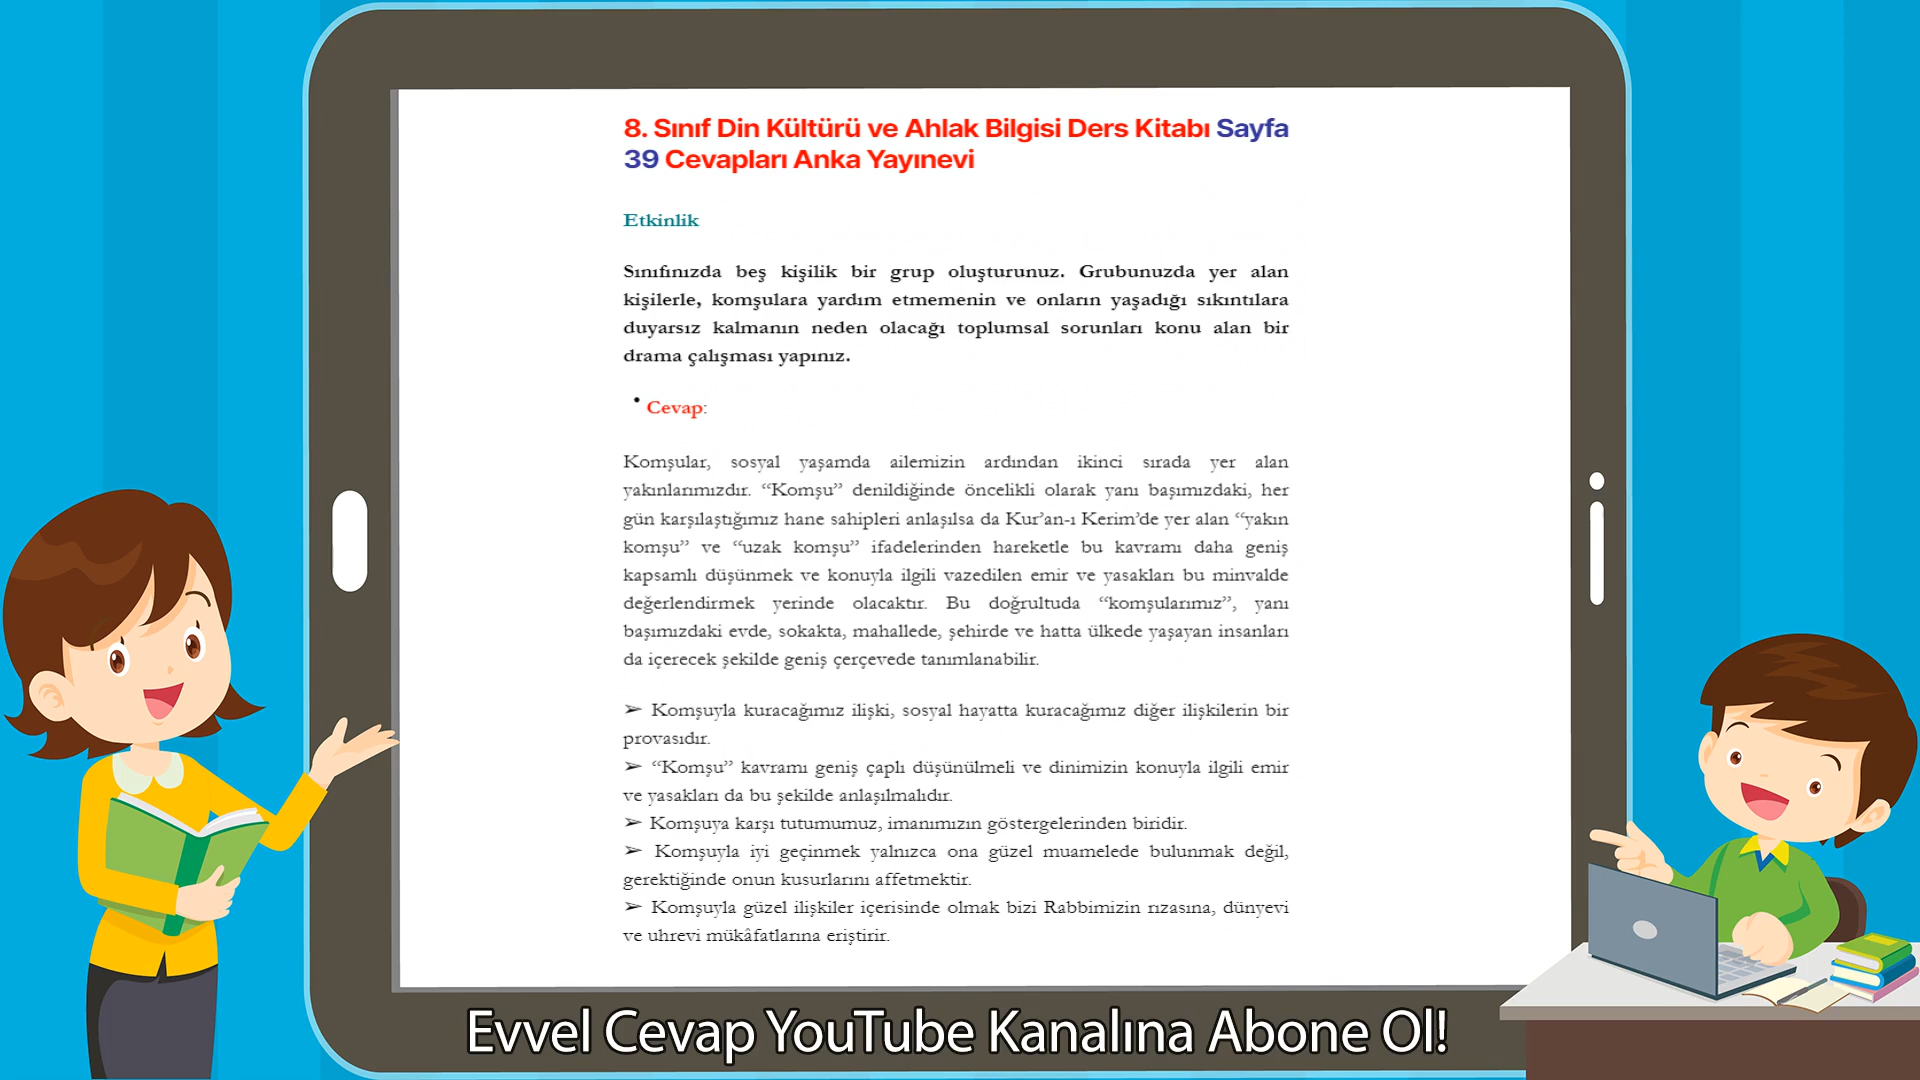 8. Sınıf Din Kültürü ve Ahlak Bilgisi Ders Kitabı Sayfa
39 Cevapları Anka Yayınevi
Etkinlik
Sınıfınızda beş kişilik bir grup oluşturunuz. Grubunuzda yer alan
kişilerle, komşulara yardım etmemenin ve onların yaşadığı sıkıntılara
duyarsız kalmanın neden olacağı toplumsal sorunları konu alan bir
drama çalışması yapınız.
• Cevap:
Komşular, sosyal yaşamda ailemizin ardından ikinci sırada yer alan
yakınlarımızdır. “Komşu” denildiğinde öncelikli olarak yanı başımızdaki, her
gün karşılaştığımız hane sahipleri anlaşılsa da Kur’an-ı Kerim’de yer alan “yakın
komşu” ve “uzak komşu” ifadelerinden hareketle bu kavramı daha geniş
kapsamlı düşünmek ve konuyla ilgili vazedilen emir ve yasakları bu minvalde
değerlendirmek yerinde olacaktır. Bu doğrultuda “komşularımız”, yanı
başımızdaki evde, sokakta, mahallede, şehirde ve hatta ülkede yaşayan insanları
da içerecek şekilde geniş çerçevede tanımlanabilir.
➢ Komşuyla kuracağımız ilişki, sosyal hayatta kuracağımız diğer ilişkilerin bir
provasıdır.
➢ “Komşu” kavramı geniş çaplı düşünülmeli ve dinimizin konuyla ilgili emir
ve yasakları da bu şekilde anlaşılmalıdır.
➢ Komşuya karşı tutumumuz, imanımızın göstergelerinden biridir.
➢ Komşuyla iyi geçinmek yalnızca ona güzel muamelede bulunmak değil,
gerektiğinde onun kusurlarını affetmektir.
➢ Komşuyla güzel ilişkiler içerisinde olmak bizi Rabbimizin rızasına, dünyevi
ve uhrevi mükâfatlarına eriştirir.
Evvel Cevap YouTube Kanalına Abone Ol!